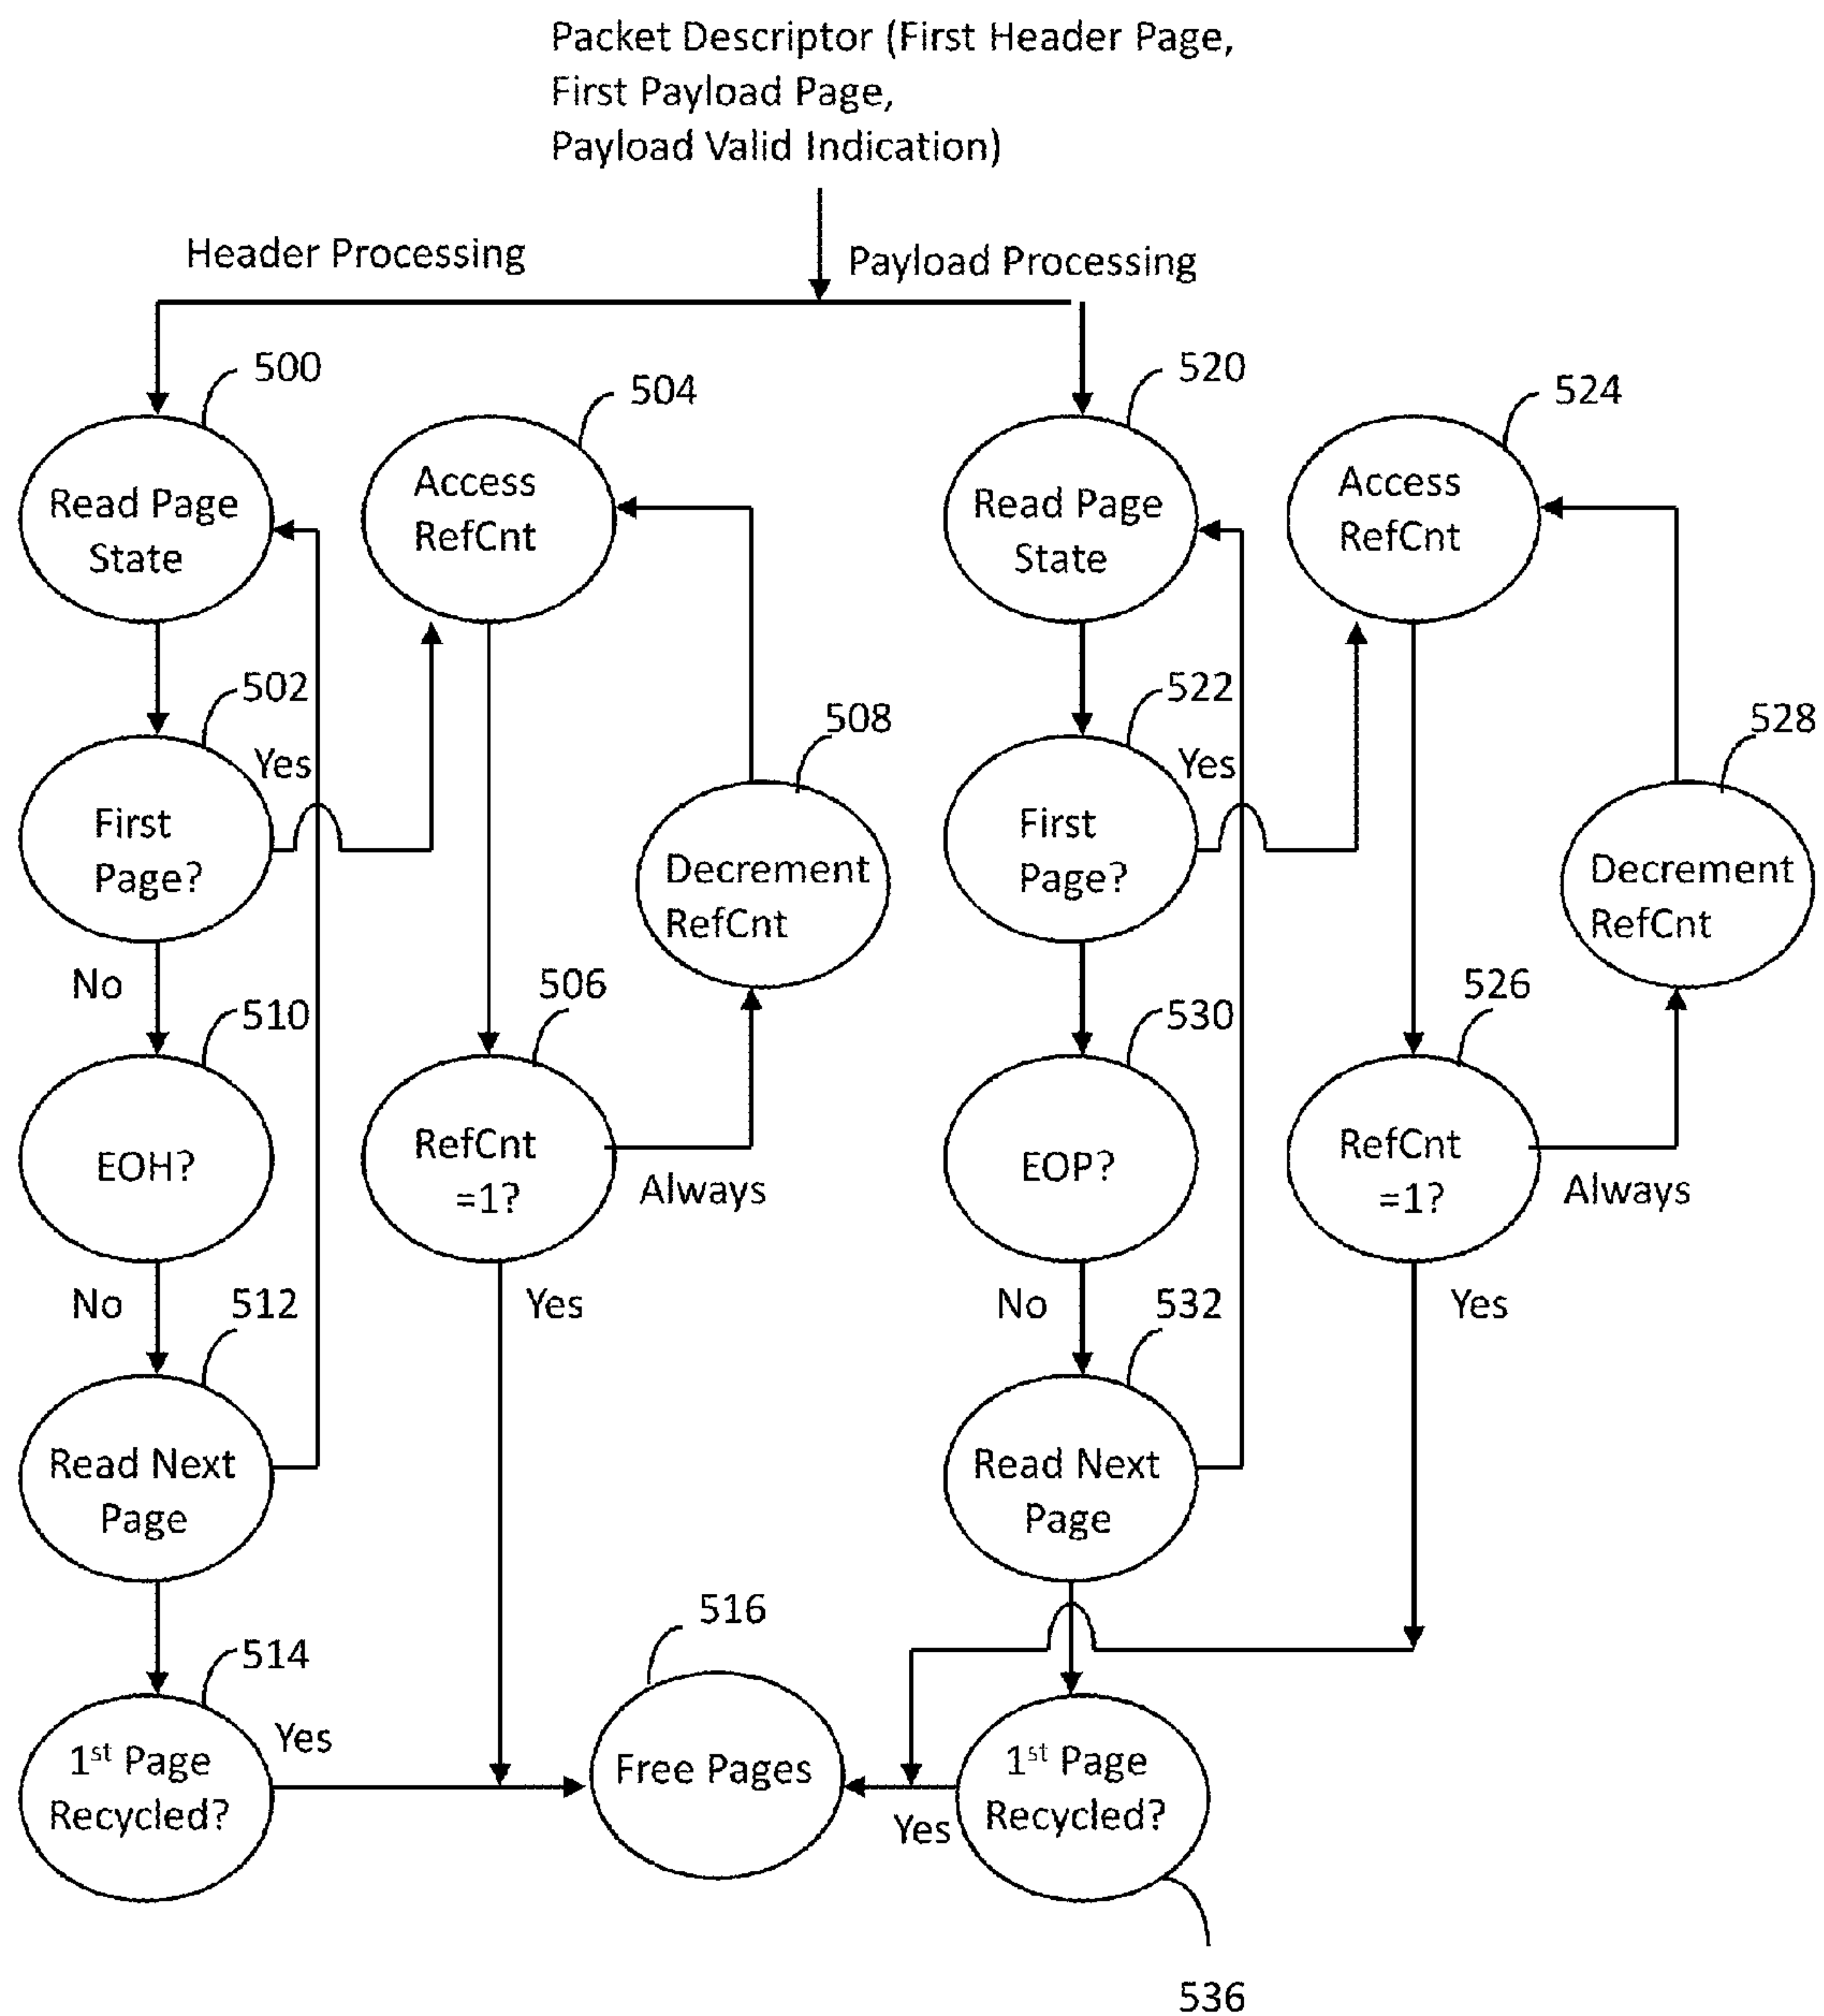 Packet Descriptor (First Header Page,
First Payload Page,
Payload Valid Indication)
Header Processing
Payload Processing
500
504
520
524
Read Page
State
Access
RefCnt
Read Page
State
Access
RefCnt
502
Yes
508
522
Yes
528
First
Page?
Decrement
RefCnt
First
Page?
Decrement
RefCnt
No
510
506
530
526
EOH?
RefCnt
=1?
Always
EOP?
RefCnt
=1?
Always
No
512
Yes
No
532
Yes
Read Next
Page
Read Next
Page
514
516
1st Page
Recycled?
Yes
Free Pages
Yes
1st Page
Recycled?
536